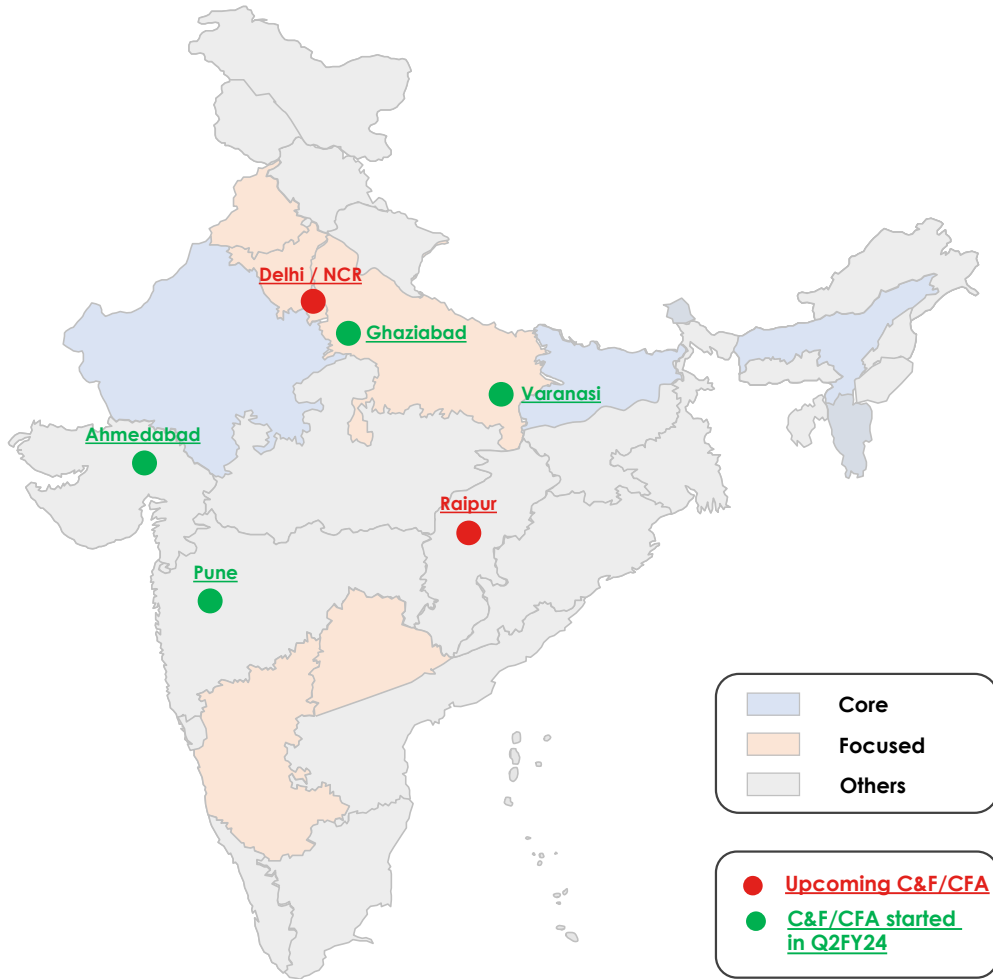 Delhi / NCR
Ghaziabad
Varanasi
Ahmedabad
Raipur
Pune
Core
Focused
Others
Upcoming C&F/CFA
C&F/CFA started
in Q2FY24